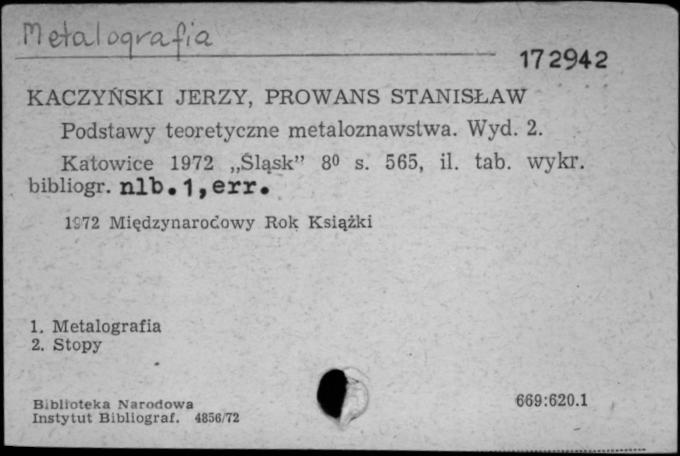 Metalografia
172942
KACZYŃSKI JERZY, PROWANS STANISŁAW
Podstawy teoretyczne metaloznawstwa. Wyd. 2.
Katowice 1972 „Śląsk” 8⁰ s. 565, il. tab. wykr.
bibliogr. nlb.1,err.
1972 Międzynarodowy Rok Książki
1. Metalografia
2. Stopy
Biblioteka Narodowa
Instytut Bibliograf. 4856/72
669:620.1